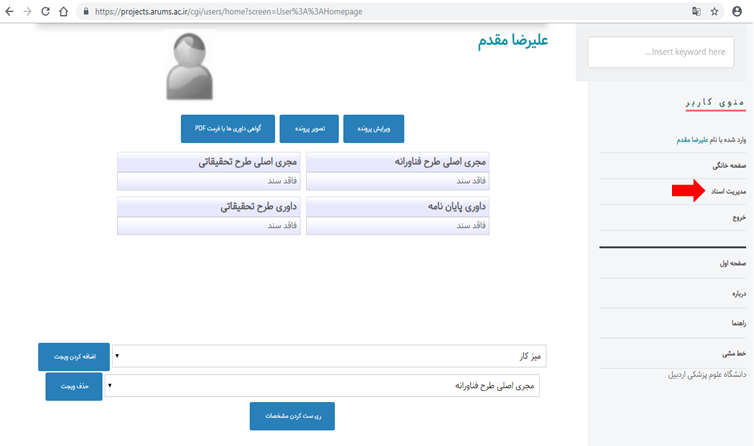 https://projects.arums.ac.ir/cgi/users/home?screen=User%3A%3AHomepage
علیرضا مقدم
ویرایش پرونده
تصویر پرونده
گواهی داوری ها با فرمت PDF
مجری اصلی طرح فناورانه
فاقد سند
مجری اصلی طرح تحقیقاتی
فاقد سند
داوری پایان نامه
فاقد سند
داوری طرح تحقیقاتی
فاقد سند
میز کار
اضافه کردن ویجت
مجری اصلی طرح فناورانه
حذف ویجت
ری ست کردن مشخصات
Insert keyword here...
منوی کاربر
وارد شده با نام علیرضا مقدم
صفحه خانگی
مدیریت اسناد
خروج
صفحه اول
درباره
راهنما
خط مشی
دانشگاه علوم پزشکی اردبیل